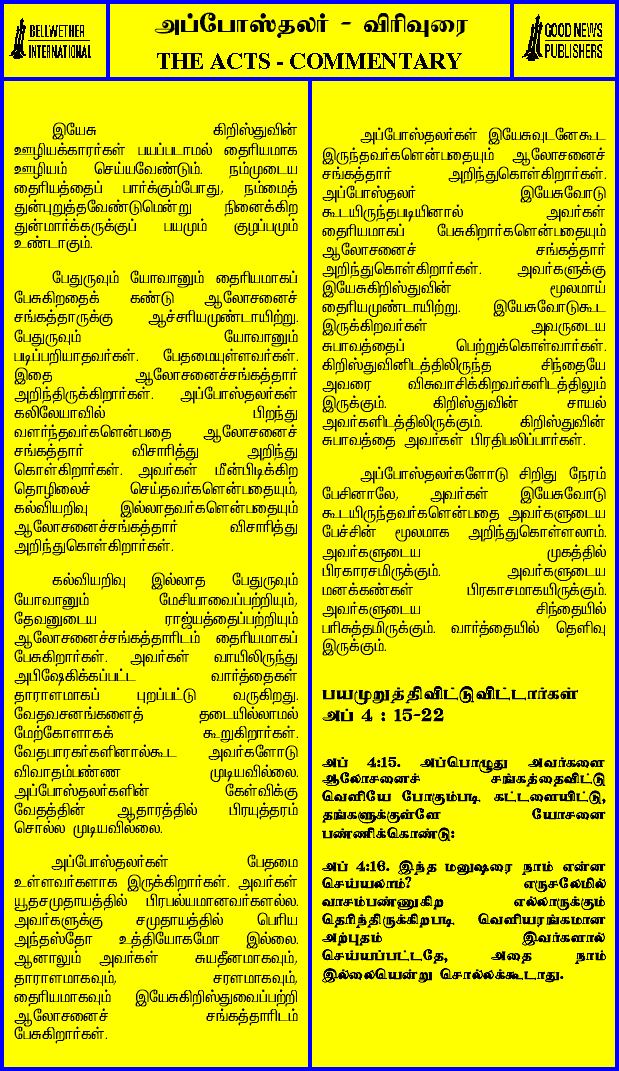 BELLWETHER
INTERNATIONAL
அப்போஸ்தலர் - விரிவுரை
THE ACTS - COMMENTARY
GOOD NEWS
PUBLISHERS
இயேசு கிறிஸ்துவின்
ஊழியக்காரர்கள் பயப்படாமல் தைரியமாக
ஊழியம் செய்யவேண்டும். நம்முடைய
தைரியத்தைப் பார்க்கும்போது, நம்மைத்
துன்புறுத்தவேண்டுமென்று நினைக்கிற
துன்மார்க்கருக்குப் பயமும் குழப்பமும்
உண்டாகும்.
பேதுருவும் யோவானும் தைரியமாகப்
பேசுகிறதைக் கண்டு ஆலோசனைச்
சங்கத்தாருக்கு ஆச்சரியமுண்டாயிற்று.
பேதுருவும் யோவானும்
படிப்பறியாதவர்கள். பேதமையுள்ளவர்கள்.
இதை ஆலோசனைச்சங்கத்தார்
அறிந்திருக்கிறார்கள். அப்போஸ்தலர்கள்
கலிலேயாவில் பிறந்து
வளர்ந்தவர்களென்பதை ஆலோசனைச்
சங்கத்தார் விசாரித்து அறிந்து
கொள்கிறார்கள். அவர்கள் மீன்பிடிக்கிற
தொழிலைச் செய்தவர்களென்பதையும்,
கல்வியறிவு இல்லாதவர்களென்பதையும்
ஆலோசனைச்சங்கத்தார் விசாரித்து
அறிந்துகொள்கிறார்கள்.
கல்வியறிவு இல்லாத பேதுருவும்
யோவானும் மேசியாவைப்பற்றியும்,
தேவனுடைய ராஜ்யத்தைப்பற்றியும்
ஆலோசனைச்சங்கத்தாரிடம் தைரியமாகப்
பேசுகிறார்கள். அவர்கள் வாயிலிருந்து
அபிஷேகிக்கப்பட்ட வார்த்தைகள்
தாராளமாகப் புறப்பட்டு வருகிறது.
வேதவசனங்களைத் தடையில்லாமல்
மேற்கோளாகக் கூறுகிறார்கள்.
வேதபாரகர்களினால்கூட அவர்களோடு
விவாதம்பண்ண முடியவில்லை.
அப்போஸ்தலர்களின் கேள்விக்கு
வேதத்தின் ஆதாரத்தில் பிரயுத்தரம்
சொல்ல முடியவில்லை.
அப்போஸ்தலர்கள் பேதமை
உள்ளவர்களாக இருக்கிறார்கள். அவர்கள்
யூதசமுதாயத்தில் பிரபல்யமானவர்களல்ல.
அவர்களுக்கு சமுதாயத்தில் பெரிய
அந்தஸ்தோ உத்தியோகமோ இல்லை.
ஆனாலும் அவர்கள் சுயதீனமாகவும்,
தாராளமாகவும், சரளமாகவும்,
தைரியமாகவும் இயேசுகிறிஸ்துவைப்பற்றி
ஆலோசனைச் சங்கத்தாரிடம்
பேசுகிறார்கள்.
அப்போஸ்தலர்கள் இயேசுவுடனேகூட
இருந்தவர்களென்பதையும் ஆலோசனைச்
சங்கத்தார் அறிந்துகொள்கிறார்கள்.
அப்போஸ்தலர் இயேசுவோடு
கூடயிருந்தபடியினால் அவர்கள்
தைரியமாகப் பேசுகிறார்களென்பதையும்
ஆலோசனைச் சங்கத்தார்
அறிந்துகொள்கிறார்கள். அவர்களுக்கு
இயேசுகிறிஸ்துவின் மூலமாய்
தைரியமுண்டாயிற்று. இயேசுவோடுகூட
இருக்கிறவர்கள் அவருடைய
சுபாவத்தைப் பெற்றுக்கொள்வார்கள்.
கிறிஸ்துவினிடத்திலிருந்த சிந்தையே
அவரை விசுவாசிக்கிறவர்களிடத்திலும்
இருக்கும். கிறிஸ்துவின் சாயல்
அவர்களிடத்திலிருக்கும். கிறிஸ்துவின்
சுபாவத்தை அவர்கள் பிரதிபலிப்பார்கள்.
அப்போஸ்தலர்களோடு சிறிது நேரம்
பேசினாலே, அவர்கள் இயேசுவோடு
கூடயிருந்தவர்களென்பதை அவர்களுடைய
பேச்சின் மூலமாக அறிந்துகொள்ளலாம்.
அவர்களுடைய முகத்தில்
பிரகாரசமிருக்கும். அவர்களுடைய
மனக்கண்கள் பிரகாசமாகயிருக்கும்.
அவர்களுடைய சிந்தையில்
பரிசுத்தமிருக்கும். வார்த்தையில் தெளிவு
இருக்கும்.
பயமுறுத்திவிட்டுவிட்டார்கள்
அப் 4 : 15-22
அப் 4:15. அப்பொழுது அவர்களை
ஆலோசனைச் சங்கத்தைவிட்டு
வெளியே போகும்படி கட்டளையிட்டு,
தங்களுக்குள்ளே யோசனை
பண்ணிக்கொண்டு:
அப் 4:16. இந்த மனுஷரை நாம் என்ன
செய்யலாம்? எருசலேமில்
வாசம்பண்ணுகிற எல்லாருக்கும்
தெரிந்திருக்கிறபடி வெளியரங்கமான
அற்புதம் இவர்களால்
செய்யப்பட்டதே, அதை நாம்
இல்லையென்று சொல்லக்கூடாது.